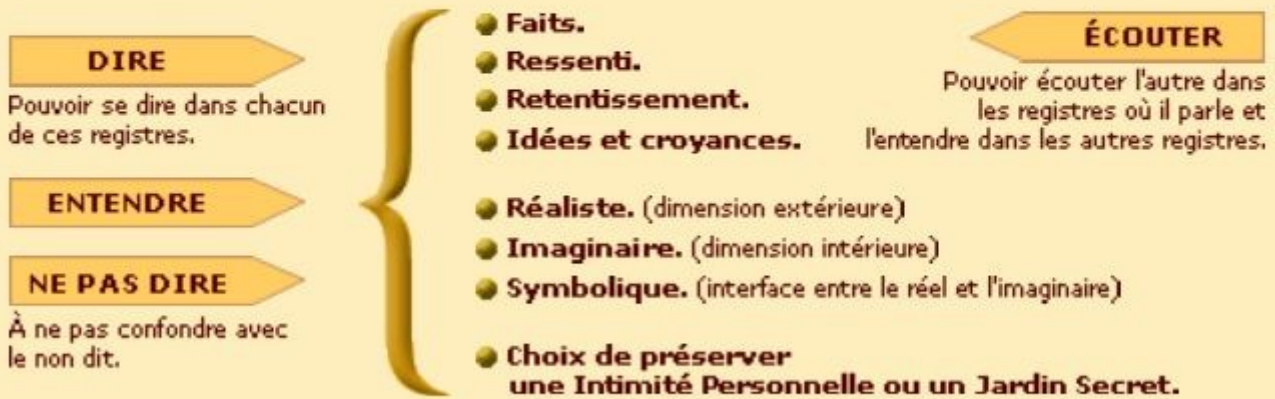 DIRE
Pouvoir se dire dans chacun
de ces registres.
ENTENDRE
NE PAS DIRE
À ne pas confondre avec
le non dit.
Faits.
Ressenti.
Retentissement.
Idées et croyances.
Réaliste. (dimension extérieure)
Imaginaire. (dimension intérieure)
Symbolique. (interface entre le réel et l'imaginaire)
Choix de préserver
une Intimité Personnelle ou un Jardin Secret.
ÉCOUTER
Pouvoir écouter l'autre dans
les registres où il parle et
l'entendre dans les autres registres.